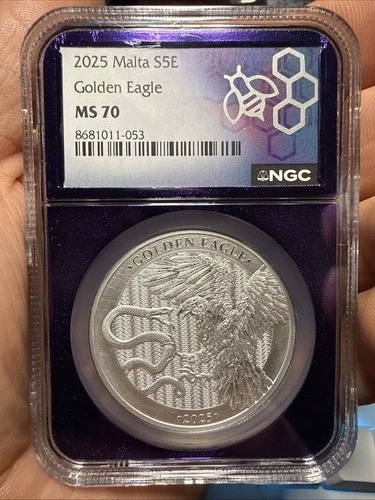 2025 Malta S5E
Golden Eagle
MS 70
8681011-053
NGC
·GOLDEN EAGLE·
·2025·